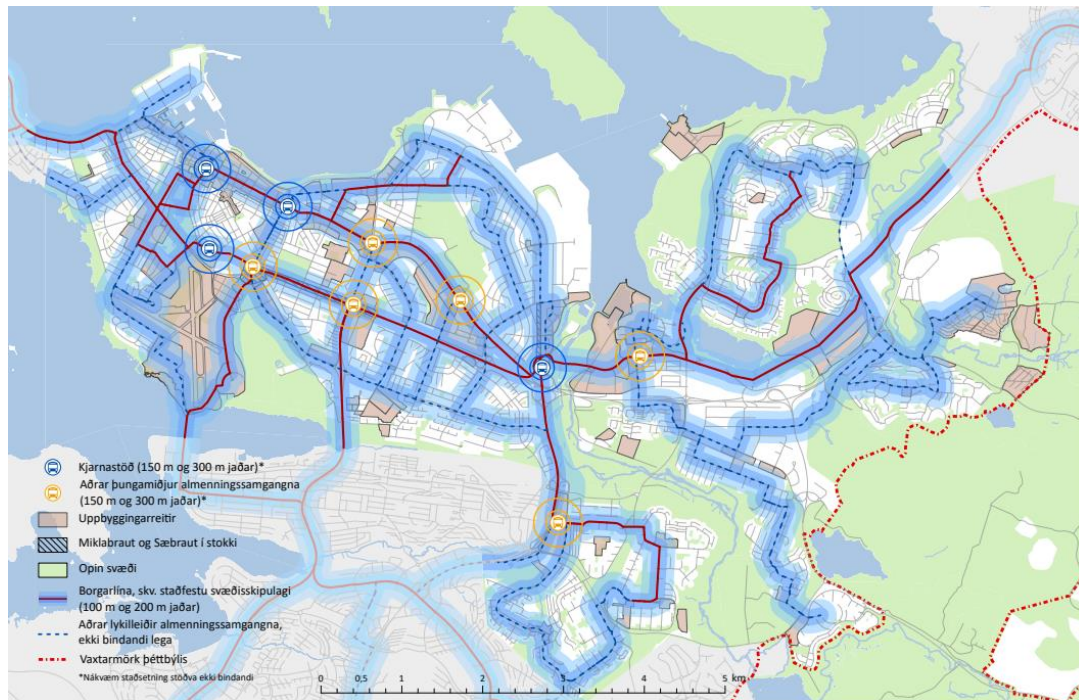 Kjarnastöð (150 m og 300 m jaðar)*
Aðrar þungamiðjur almenningssamgangna
(150 m og 300 m jaðar)*
Uppbyggingarreitir
Miklabraut og Sæbraut í stokki
Opin svæði
Borgarlína, skv. staðfestu svæðisskipulagi
(100 m og 200 m jaðar)
Aðrar lykilleiðir almenningssamgangna,
ekki bindandi lega
Vaxtarmörk þéttbýlis
*Nákvæm staðsetning stöðva ekki bindandi
0 0,5 1 2 3 4 5 km